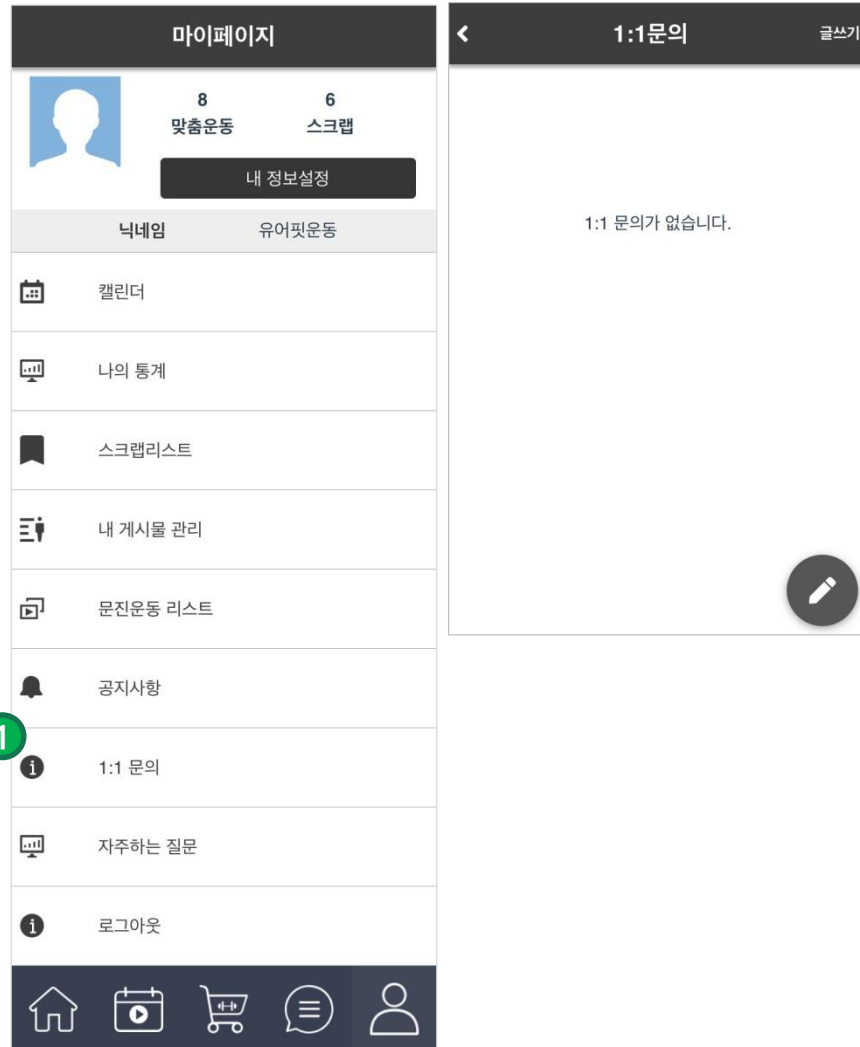 마이페이지
8 6
맞춤운동 스크랩
내 정보설정
닉네임 유어핏운동
캘린더
나의 통계
스크랩리스트
내 게시물 관리
문진운동 리스트
공지사항
1
1:1 문의
자주하는 질문
로그아웃
1:1문의 글쓰기
1:1 문의가 없습니다.